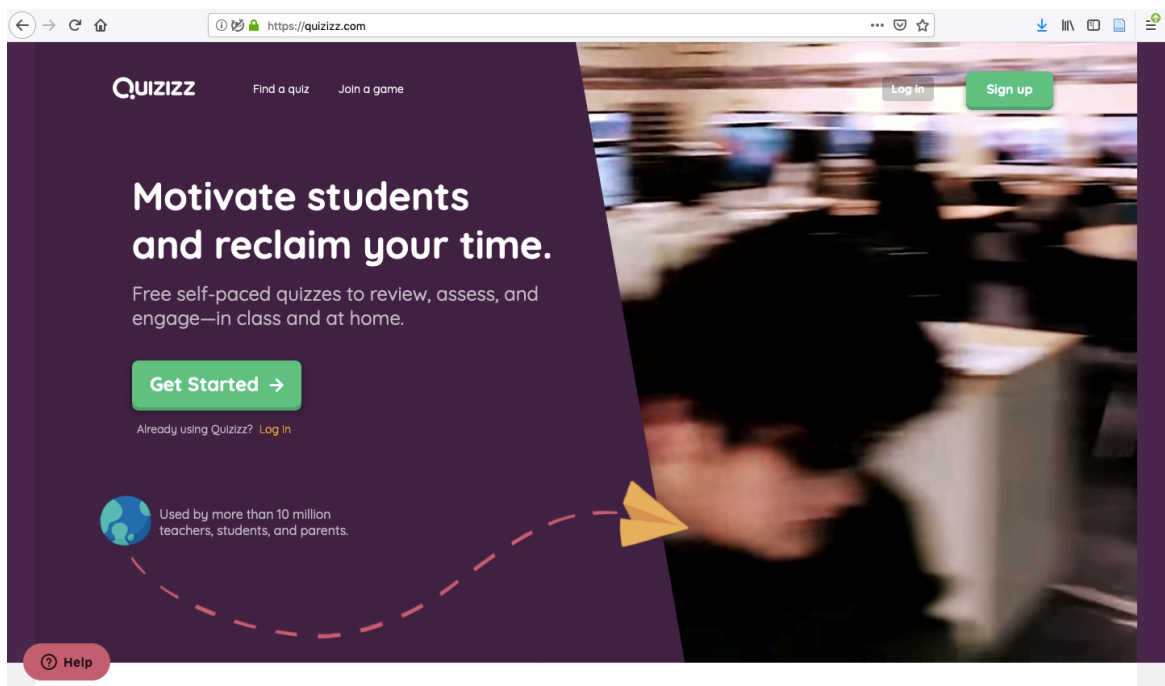 https://quizizz.com
QUIZIZZ
Find a quiz
Join a game
Log in
Sign up
Motivate students
and reclaim your time.
Free self-paced quizzes to review, assess, and
engage—in class and at home.
Get Started →
Already using Quizizz? Log in
Used by more than 10 million
teachers, students, and parents.
Help